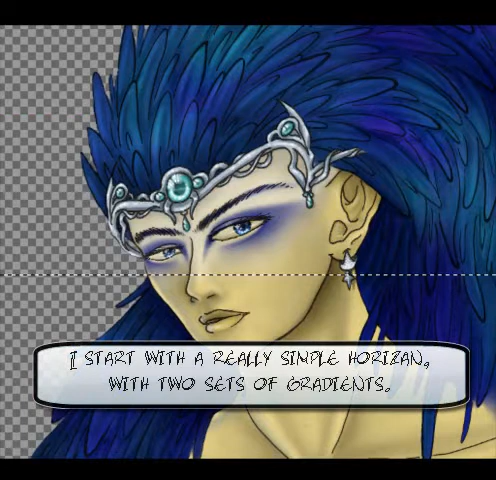 I START WITH A REALLY SIMPLE HORIZAN,
WITH TWO SETS OF GRADIENTS.